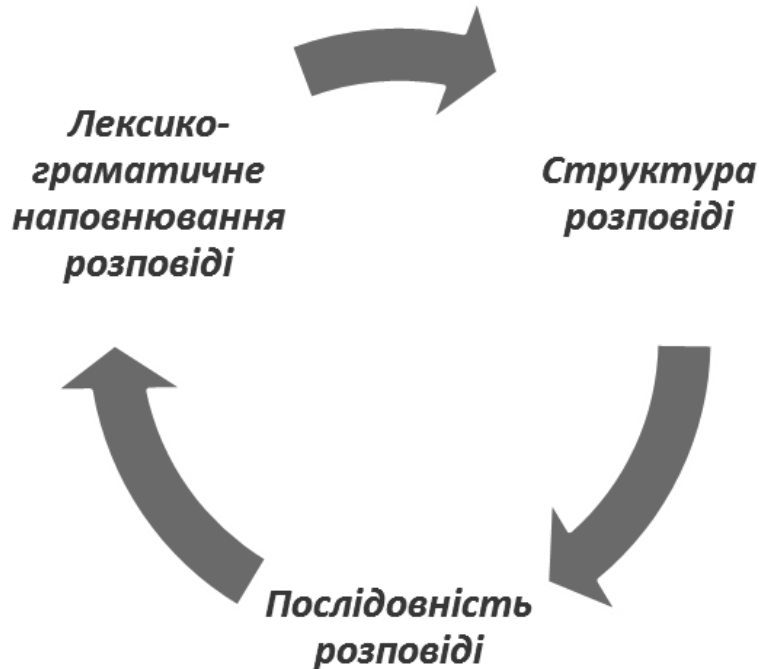 Лексико-
граматичне
наповнювання
розповіді
Структура
розповіді
Послідовність
розповіді